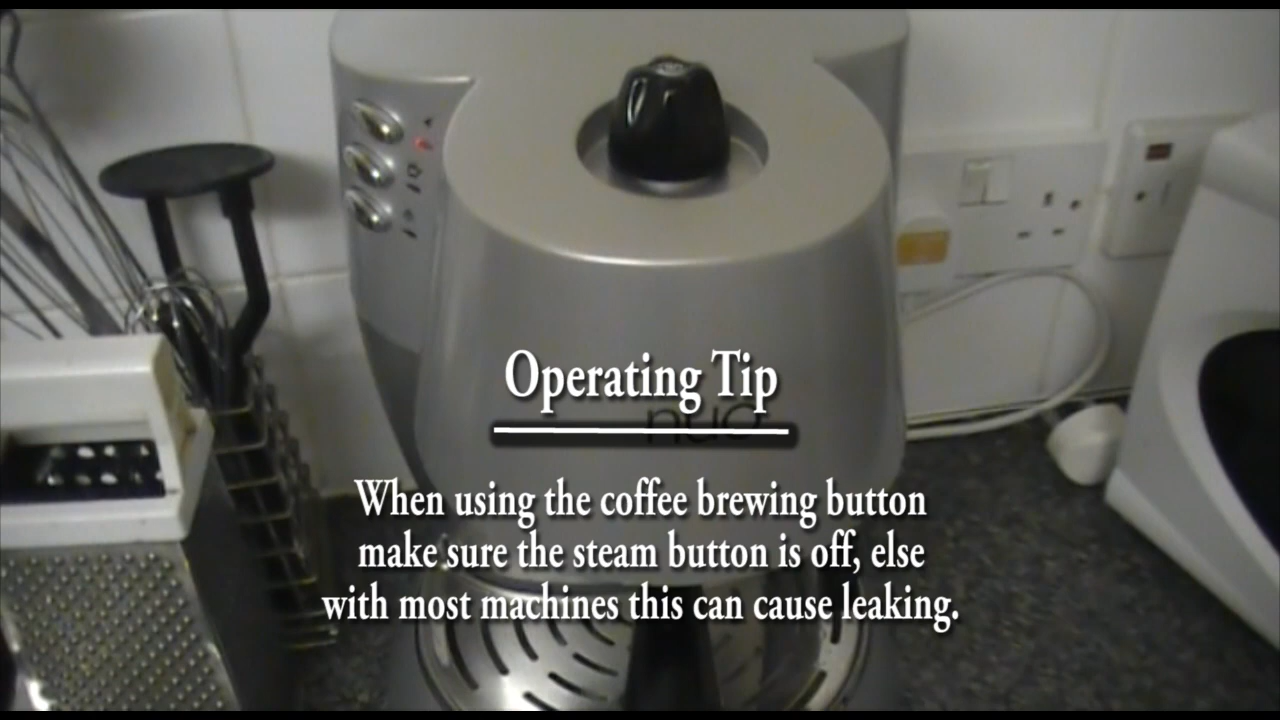 Operating Tip
nuo
When using the coffee brewing button
make sure the steam button is off, else
with most machines this can cause leaking.